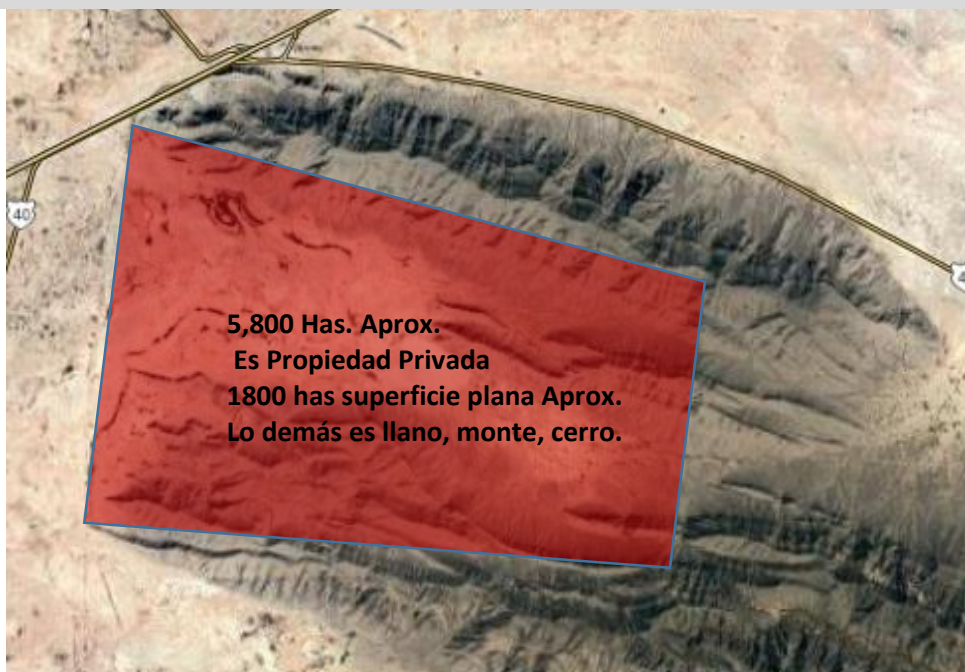 40
5,800 Has. Aprox.
Es Propiedad Privada
1800 has superficie plana Aprox.
Lo demás es llano, monte, cerro.